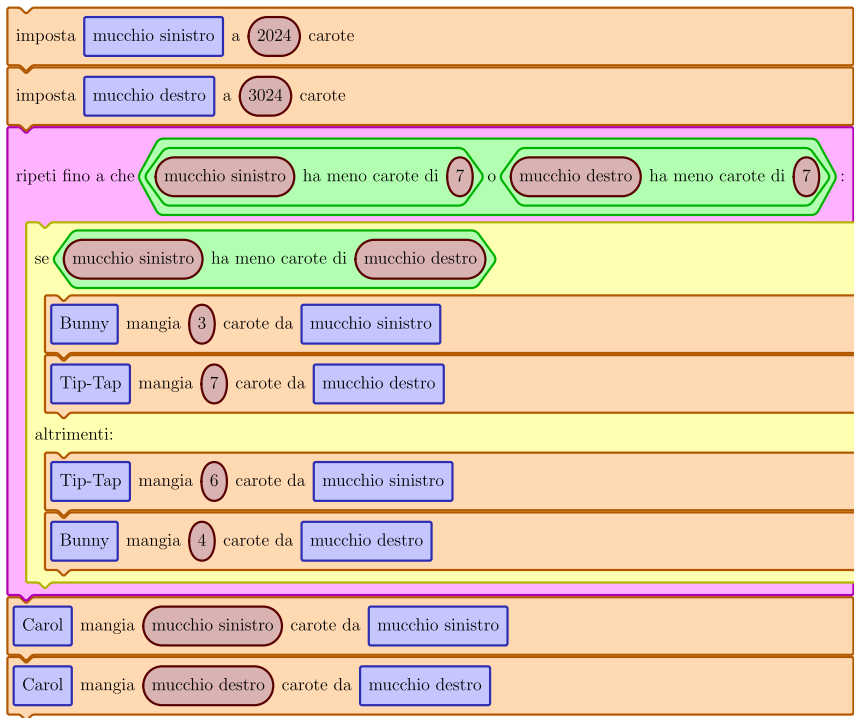 imposta mucchio sinistro a 2024 carote
imposta mucchio destro a 3024 carote
ripeti fino a che mucchio sinistro ha meno carote di 7 o mucchio destro ha meno carote di 7 :
se mucchio sinistro ha meno carote di mucchio destro
Bunny mangia 3 carote da mucchio sinistro
Tip-Tap mangia 7 carote da mucchio destro
altrimenti:
Tip-Tap mangia 6 carote da mucchio sinistro
Bunny mangia 4 carote da mucchio destro
Carol mangia mucchio sinistro carote da mucchio sinistro
Carol mangia mucchio destro carote da mucchio destro